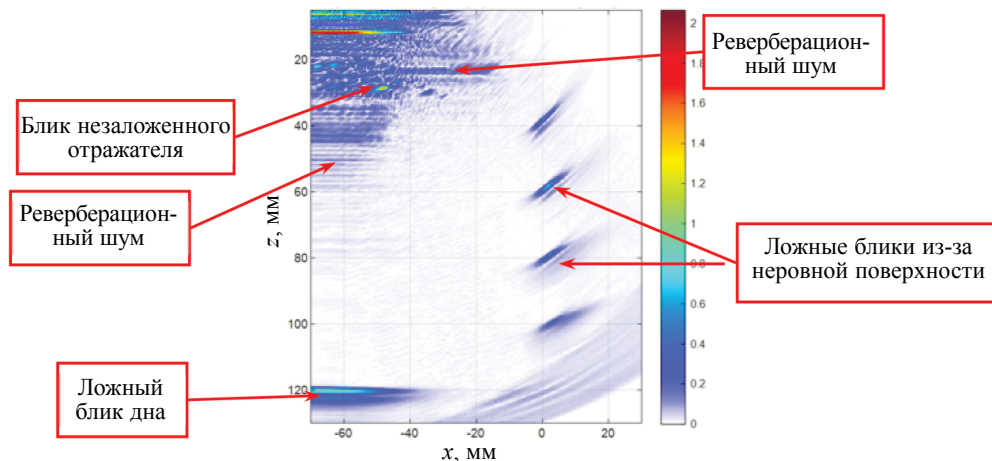 Реверберацион-
ный шум
Блик незаложенного
отражателя
Реверберацион-
ный шум
Ложные блики из-за
неровной поверхности
Ложный
блик дна
z, мм
20
40
60
80
100
120
-60
-40
-20
0
20
x, мм
2
1.8
1.6
1.4
1.2
1
0.8
0.6
0.4
0.2
0